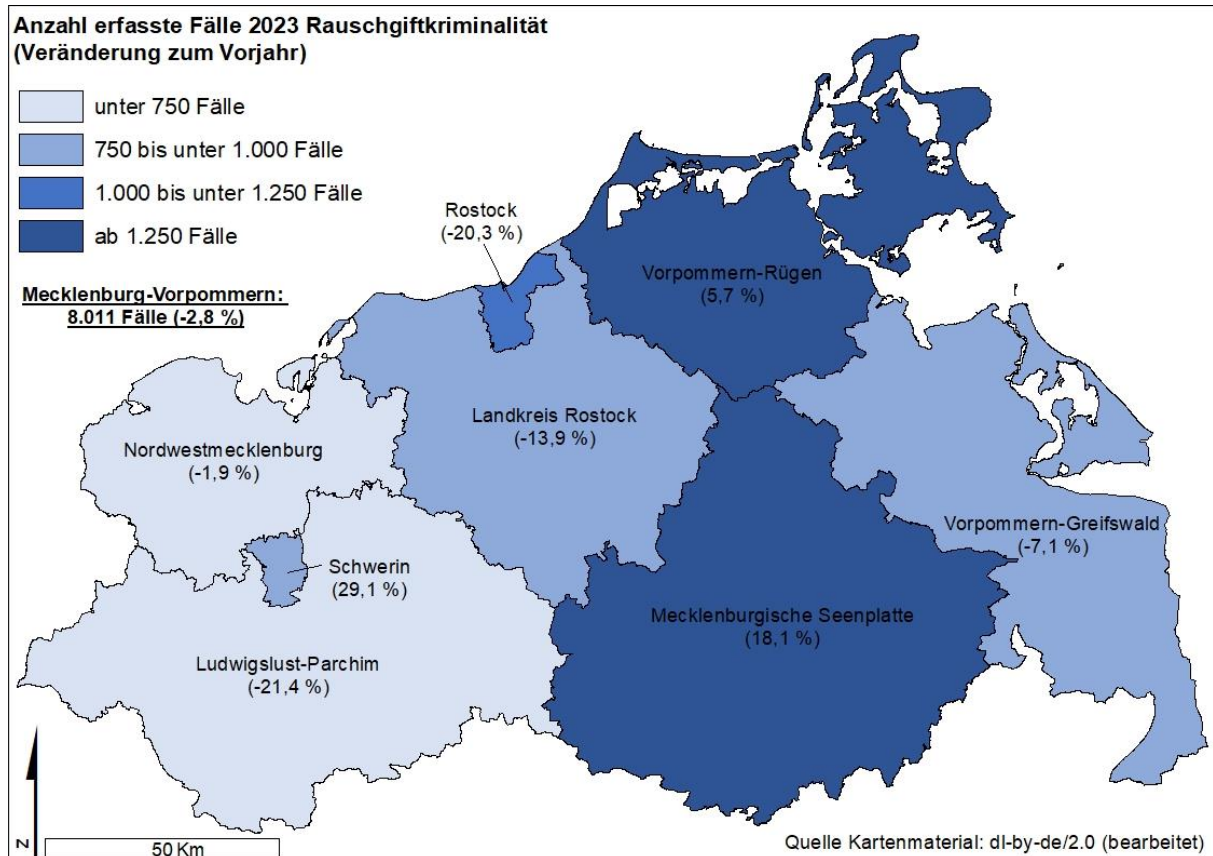 Anzahl erfasste Fälle 2023 Rauschgiftkriminalität
(Veränderung zum Vorjahr)
unter 750 Fälle
750 bis unter 1.000 Fälle
1.000 bis unter 1.250 Fälle
ab 1.250 Fälle
Mecklenburg-Vorpommern:
8.011 Fälle (-2,8 %)
Rostock
(-20,3 %)
Vorpommern-Rügen
(5,7 %)
Landkreis Rostock
(-13,9 %)
Nordwestmecklenburg
(-1,9 %)
Vorpommern-Greifswald
(-7,1 %)
Schwerin
(29,1 %)
Mecklenburgische Seenplatte
(18,1 %)
Ludwigslust-Parchim
(-21,4 %)
N
50 Km
Quelle Kartenmaterial: dl-by-de/2.0 (bearbeitet)